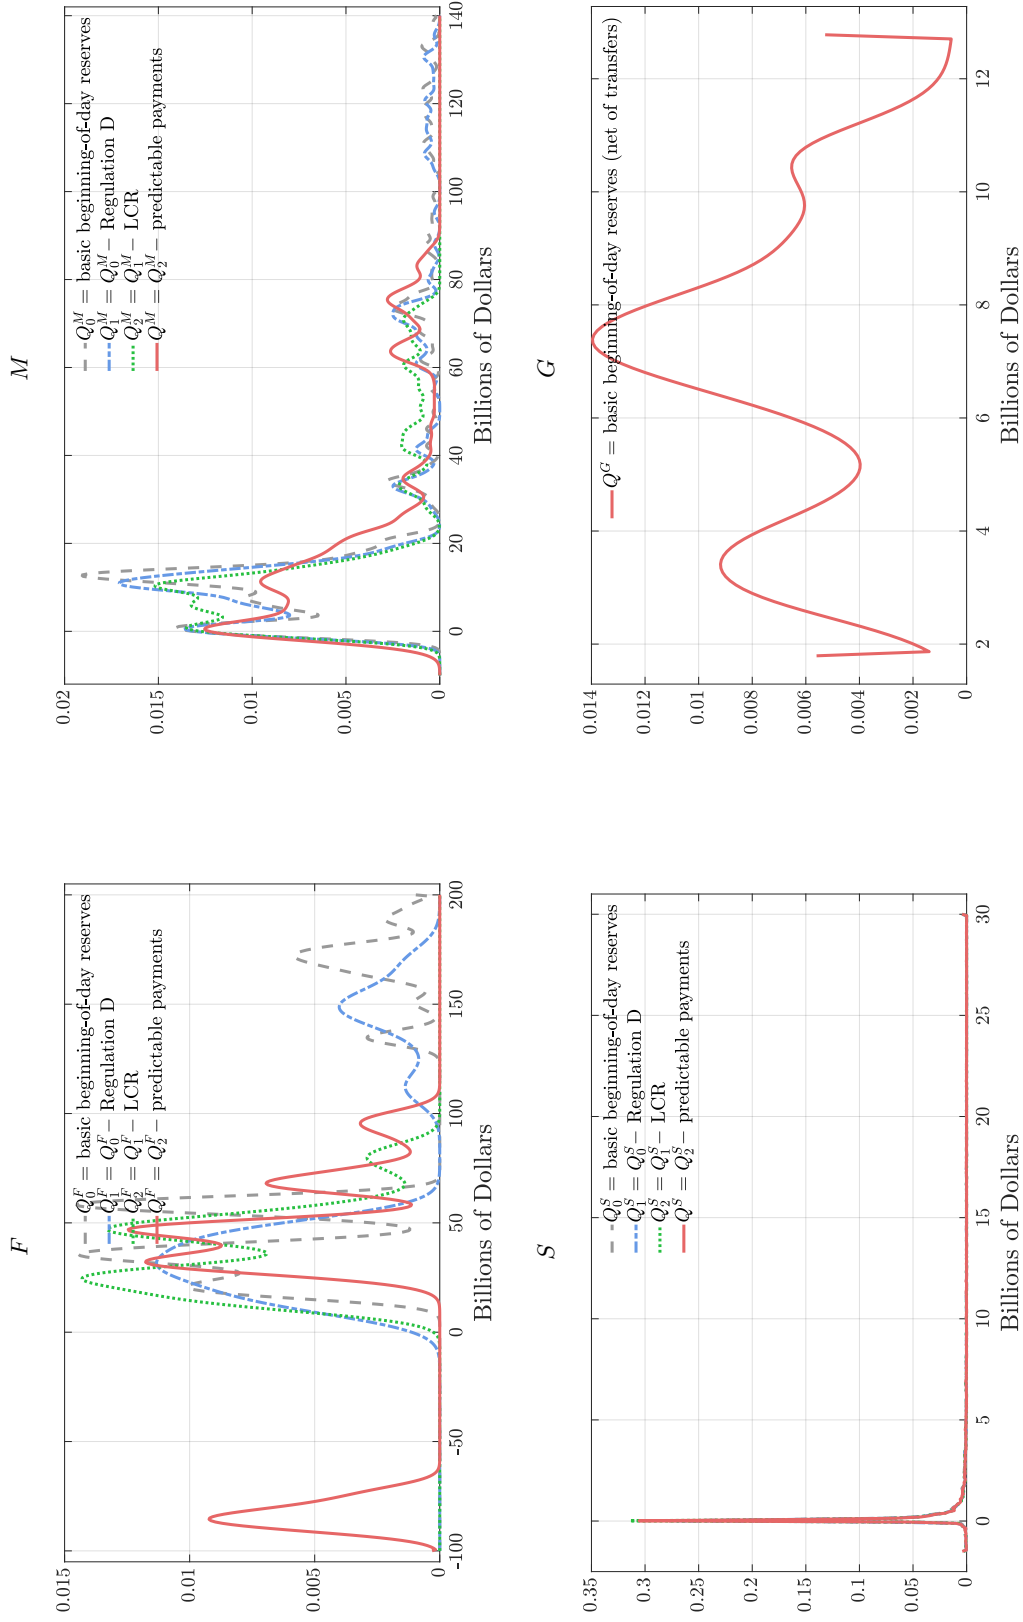 F
Q_0^F = basic beginning-of-day reserves
Q_1^F = Q_0^F − Regulation D
Q_2^F = Q_1^F − LCR
Q^F = Q_2^F − predictable payments
0.015
0.01
0.005
0
-100
-50
0
50
100
150
200
Billions of Dollars
M
Q_0^M = basic beginning-of-day reserves
Q_1^M = Q_0^M − Regulation D
Q_2^M = Q_1^M − LCR
Q^M = Q_2^M − predictable payments
0.02
0.015
0.01
0.005
0
0
20
40
60
80
100
120
140
Billions of Dollars
S
Q_0^S = basic beginning-of-day reserves
Q_1^S = Q_0^S − Regulation D
Q_2^S = Q_1^S − LCR
Q^S = Q_2^S − predictable payments
0.35
0.3
0.25
0.2
0.15
0.1
0.05
0
0
5
10
15
20
25
30
Billions of Dollars
G
Q^G = basic beginning-of-day reserves (net of transfers)
0.014
0.012
0.01
0.008
0.006
0.004
0.002
0
2
4
6
8
10
12
Billions of Dollars